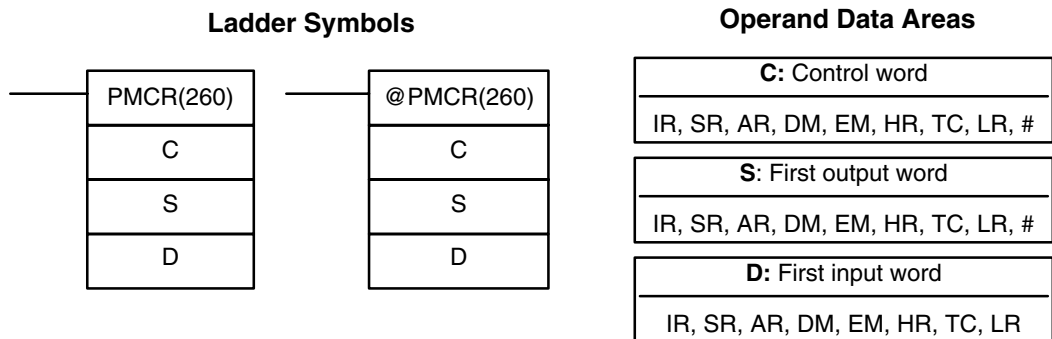 Ladder Symbols
PMCR(260)
C
S
D
@PMCR(260)
C
S
D
Operand Data Areas
C: Control word
IR, SR, AR, DM, EM, HR, TC, LR, #
S: First output word
IR, SR, AR, DM, EM, HR, TC, LR, #
D: First input word
IR, SR, AR, DM, EM, HR, TC, LR